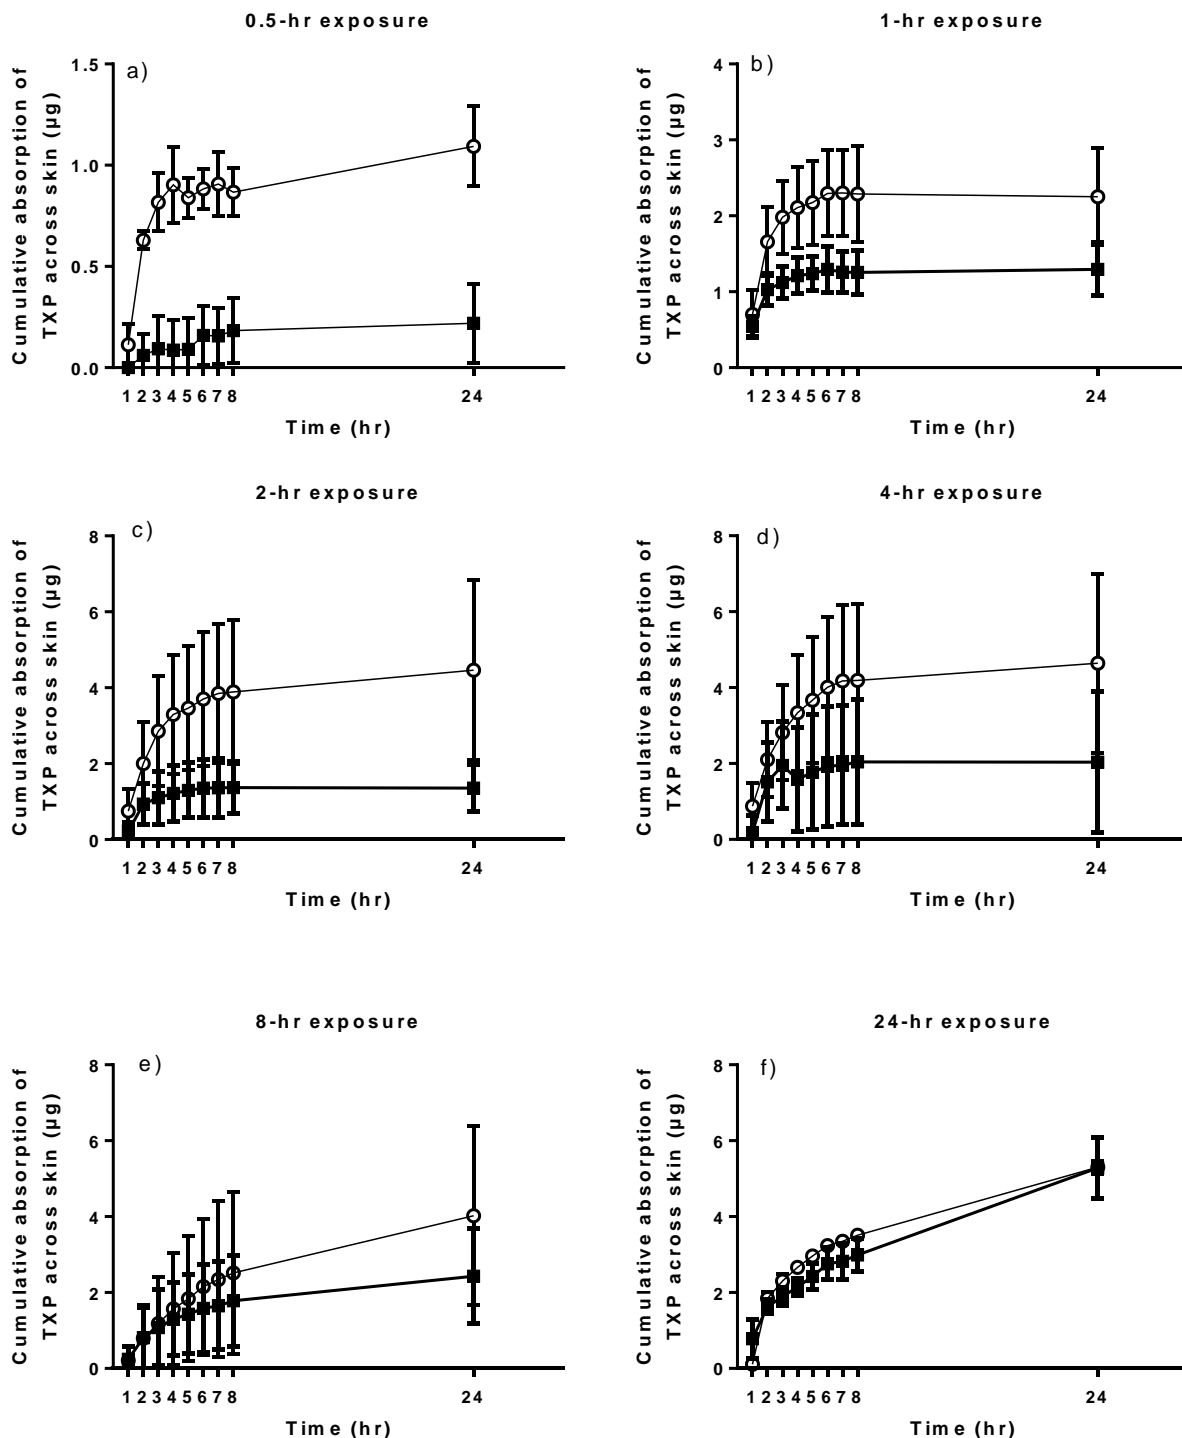 0.5-hr exposure
a)
Cumulative absorption of
TXP across skin (µg)
1.5
1.0
0.5
0.0
1 2 3 4 5 6 7 8 24
Time (hr)
1-hr exposure
b)
Cumulative absorption of
TXP across skin (µg)
4
3
2
1
0
1 2 3 4 5 6 7 8 24
Time (hr)
2-hr exposure
c)
Cumulative absorption of
TXP across skin (µg)
8
6
4
2
0
1 2 3 4 5 6 7 8 24
Time (hr)
4-hr exposure
d)
Cumulative absorption of
TXP across skin (µg)
8
6
4
2
0
1 2 3 4 5 6 7 8 24
Time (hr)
8-hr exposure
e)
Cumulative absorption of
TXP across skin (µg)
8
6
4
2
0
1 2 3 4 5 6 7 8 24
Time (hr)
24-hr exposure
f)
Cumulative absorption of
TXP across skin (µg)
8
6
4
2
0
1 2 3 4 5 6 7 8 24
Time (hr)